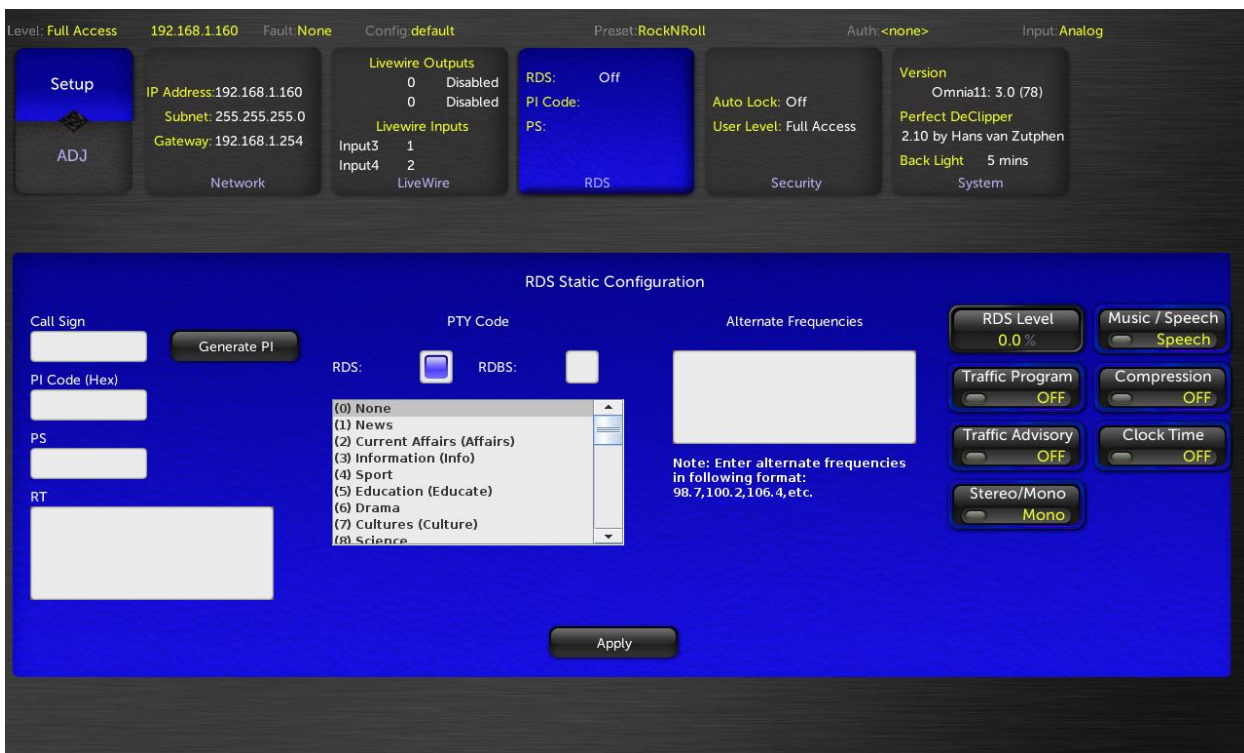 Level: Full Access 192.168.1.160 Fault:None Config:default Preset:RockNRoll Auth:<none> Input:Analog
Setup
ADJ
IP Address:192.168.1.160
Subnet: 255.255.255.0
Gateway: 192.168.1.254
Network
Livewire Outputs
0 Disabled
0 Disabled
Livewire Inputs
Input3 1
Input4 2
LiveWire
RDS: Off
PI Code:
PS:
RDS
Auto Lock: Off
User Level: Full Access
Security
Version
Omnia11: 3.0 (78)
Perfect DeClipper
2.10 by Hans van Zutphen
Back Light 5 mins
System
RDS Static Configuration
Call Sign
Generate PI
PI Code (Hex)
PS
RT
PTY Code
RDS: RDBS:
(0) None
(1) News
(2) Current Affairs (Affairs)
(3) Information (Info)
(4) Sport
(5) Education (Educate)
(6) Drama
(7) Cultures (Culture)
(8) Science
Alternate Frequencies
Note: Enter alternate frequencies
in following format:
98.7,100.2,106.4,etc.
RDS Level
0.0 %
Music / Speech
Speech
Traffic Program
OFF
Compression
OFF
Traffic Advisory
OFF
Clock Time
OFF
Stereo/Mono
Mono
Apply